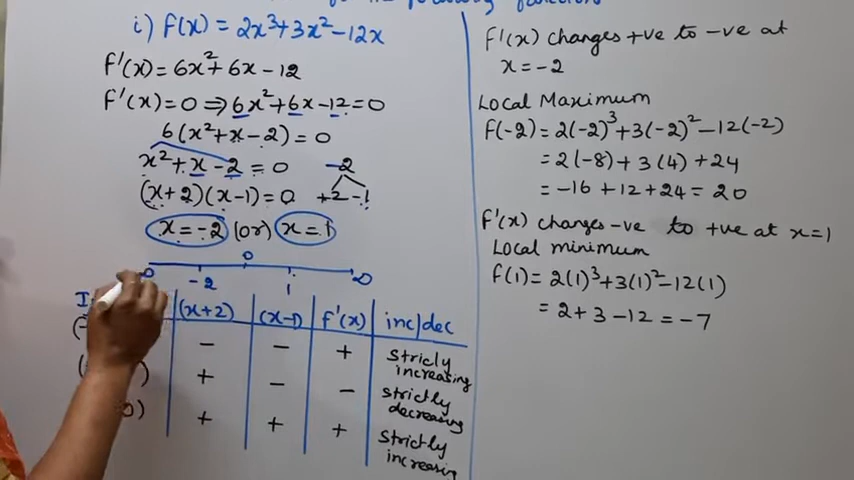 following functions
i) f(x) = 2x³+3x²-12x
f'(x) = 6x²+6x-12
f'(x) = 0 ⇒ 6x²+6x-12=0
6(x²+x-2)=0
x²+x-2=0 -2
(x+2)(x-1)=0 +2 -1
x=-2 (or) x=1
0
-∞ -2 1 ∞
(x+2) (x-1) f'(x) inc/dec
- - + stricly increasing
+ - - strictly decreasing
+ + + strictly increasing
f'(x) changes +ve to -ve at
x=-2
Local Maximum
f(-2)=2(-2)³+3(-2)²-12(-2)
=2(-8)+3(4)+24
=-16+12+24=20
f'(x) changes -ve to +ve at x=1
Local minimum
f(1)=2(1)³+3(1)²-12(1)
=2+3-12=-7